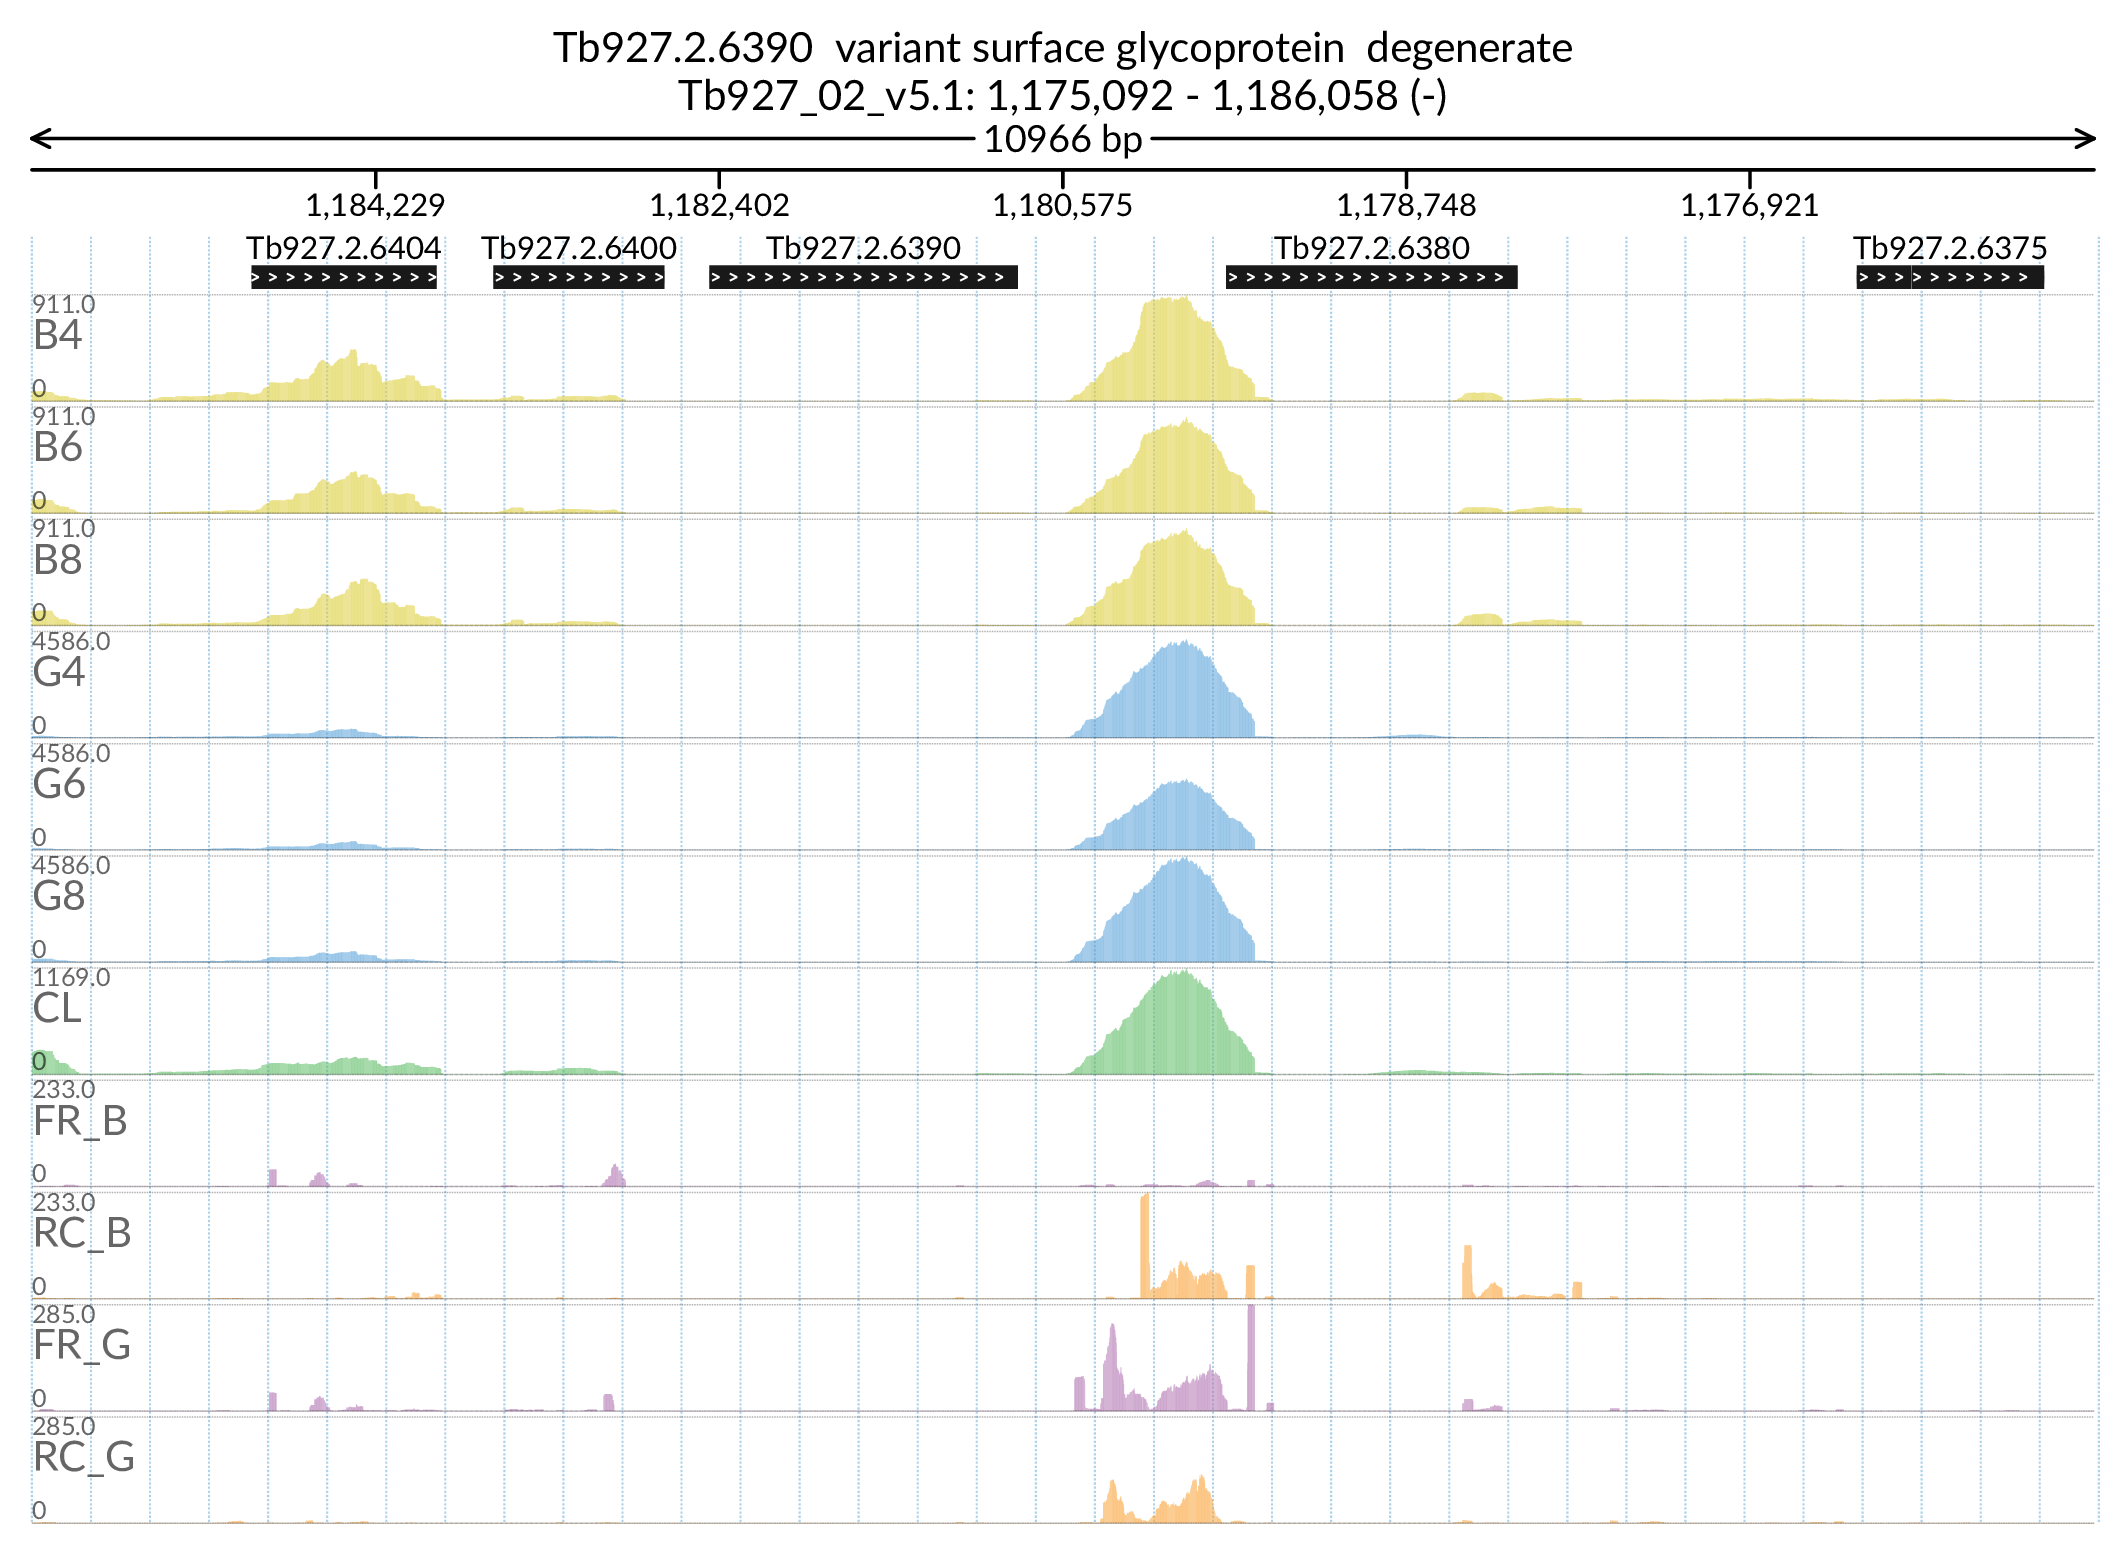 Tb927.2.6390  variant surface glycoprotein  degenerate
Tb927_02_v5.1: 1,175,092 - 1,186,058 (-)
10966 bp
1,184,229 1,182,402 1,180,575 1,178,748 1,176,921
Tb927.2.6404 Tb927.2.6400 Tb927.2.6390 Tb927.2.6380 Tb927.2.6375
911.0
B4
0
911.0
B6
0
911.0
B8
0
4586.0
G4
0
4586.0
G6
0
4586.0
G8
0
1169.0
CL
0
233.0
FR_B
0
233.0
RC_B
0
285.0
FR_G
0
285.0
RC_G
0